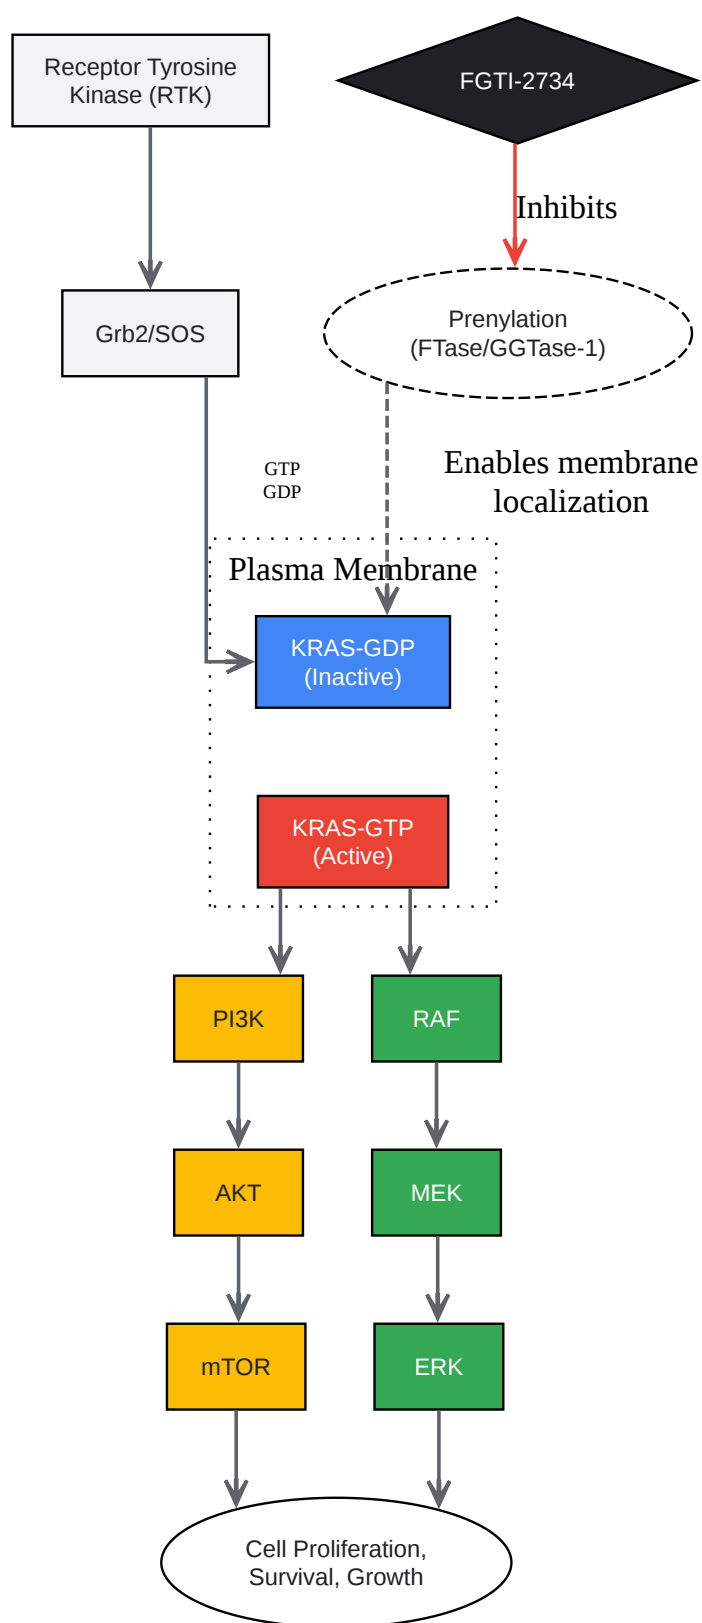 Receptor Tyrosine
Kinase (RTK)
FGTI-2734
Inhibits
Grb2/SOS
Prenylation
(FTase/GGTase-1)
GTP
GDP
Enables membrane
localization
Plasma Membrane
KRAS-GDP
(Inactive)
KRAS-GTP
(Active)
PI3K
RAF
AKT
MEK
mTOR
ERK
Cell Proliferation,
Survival, Growth